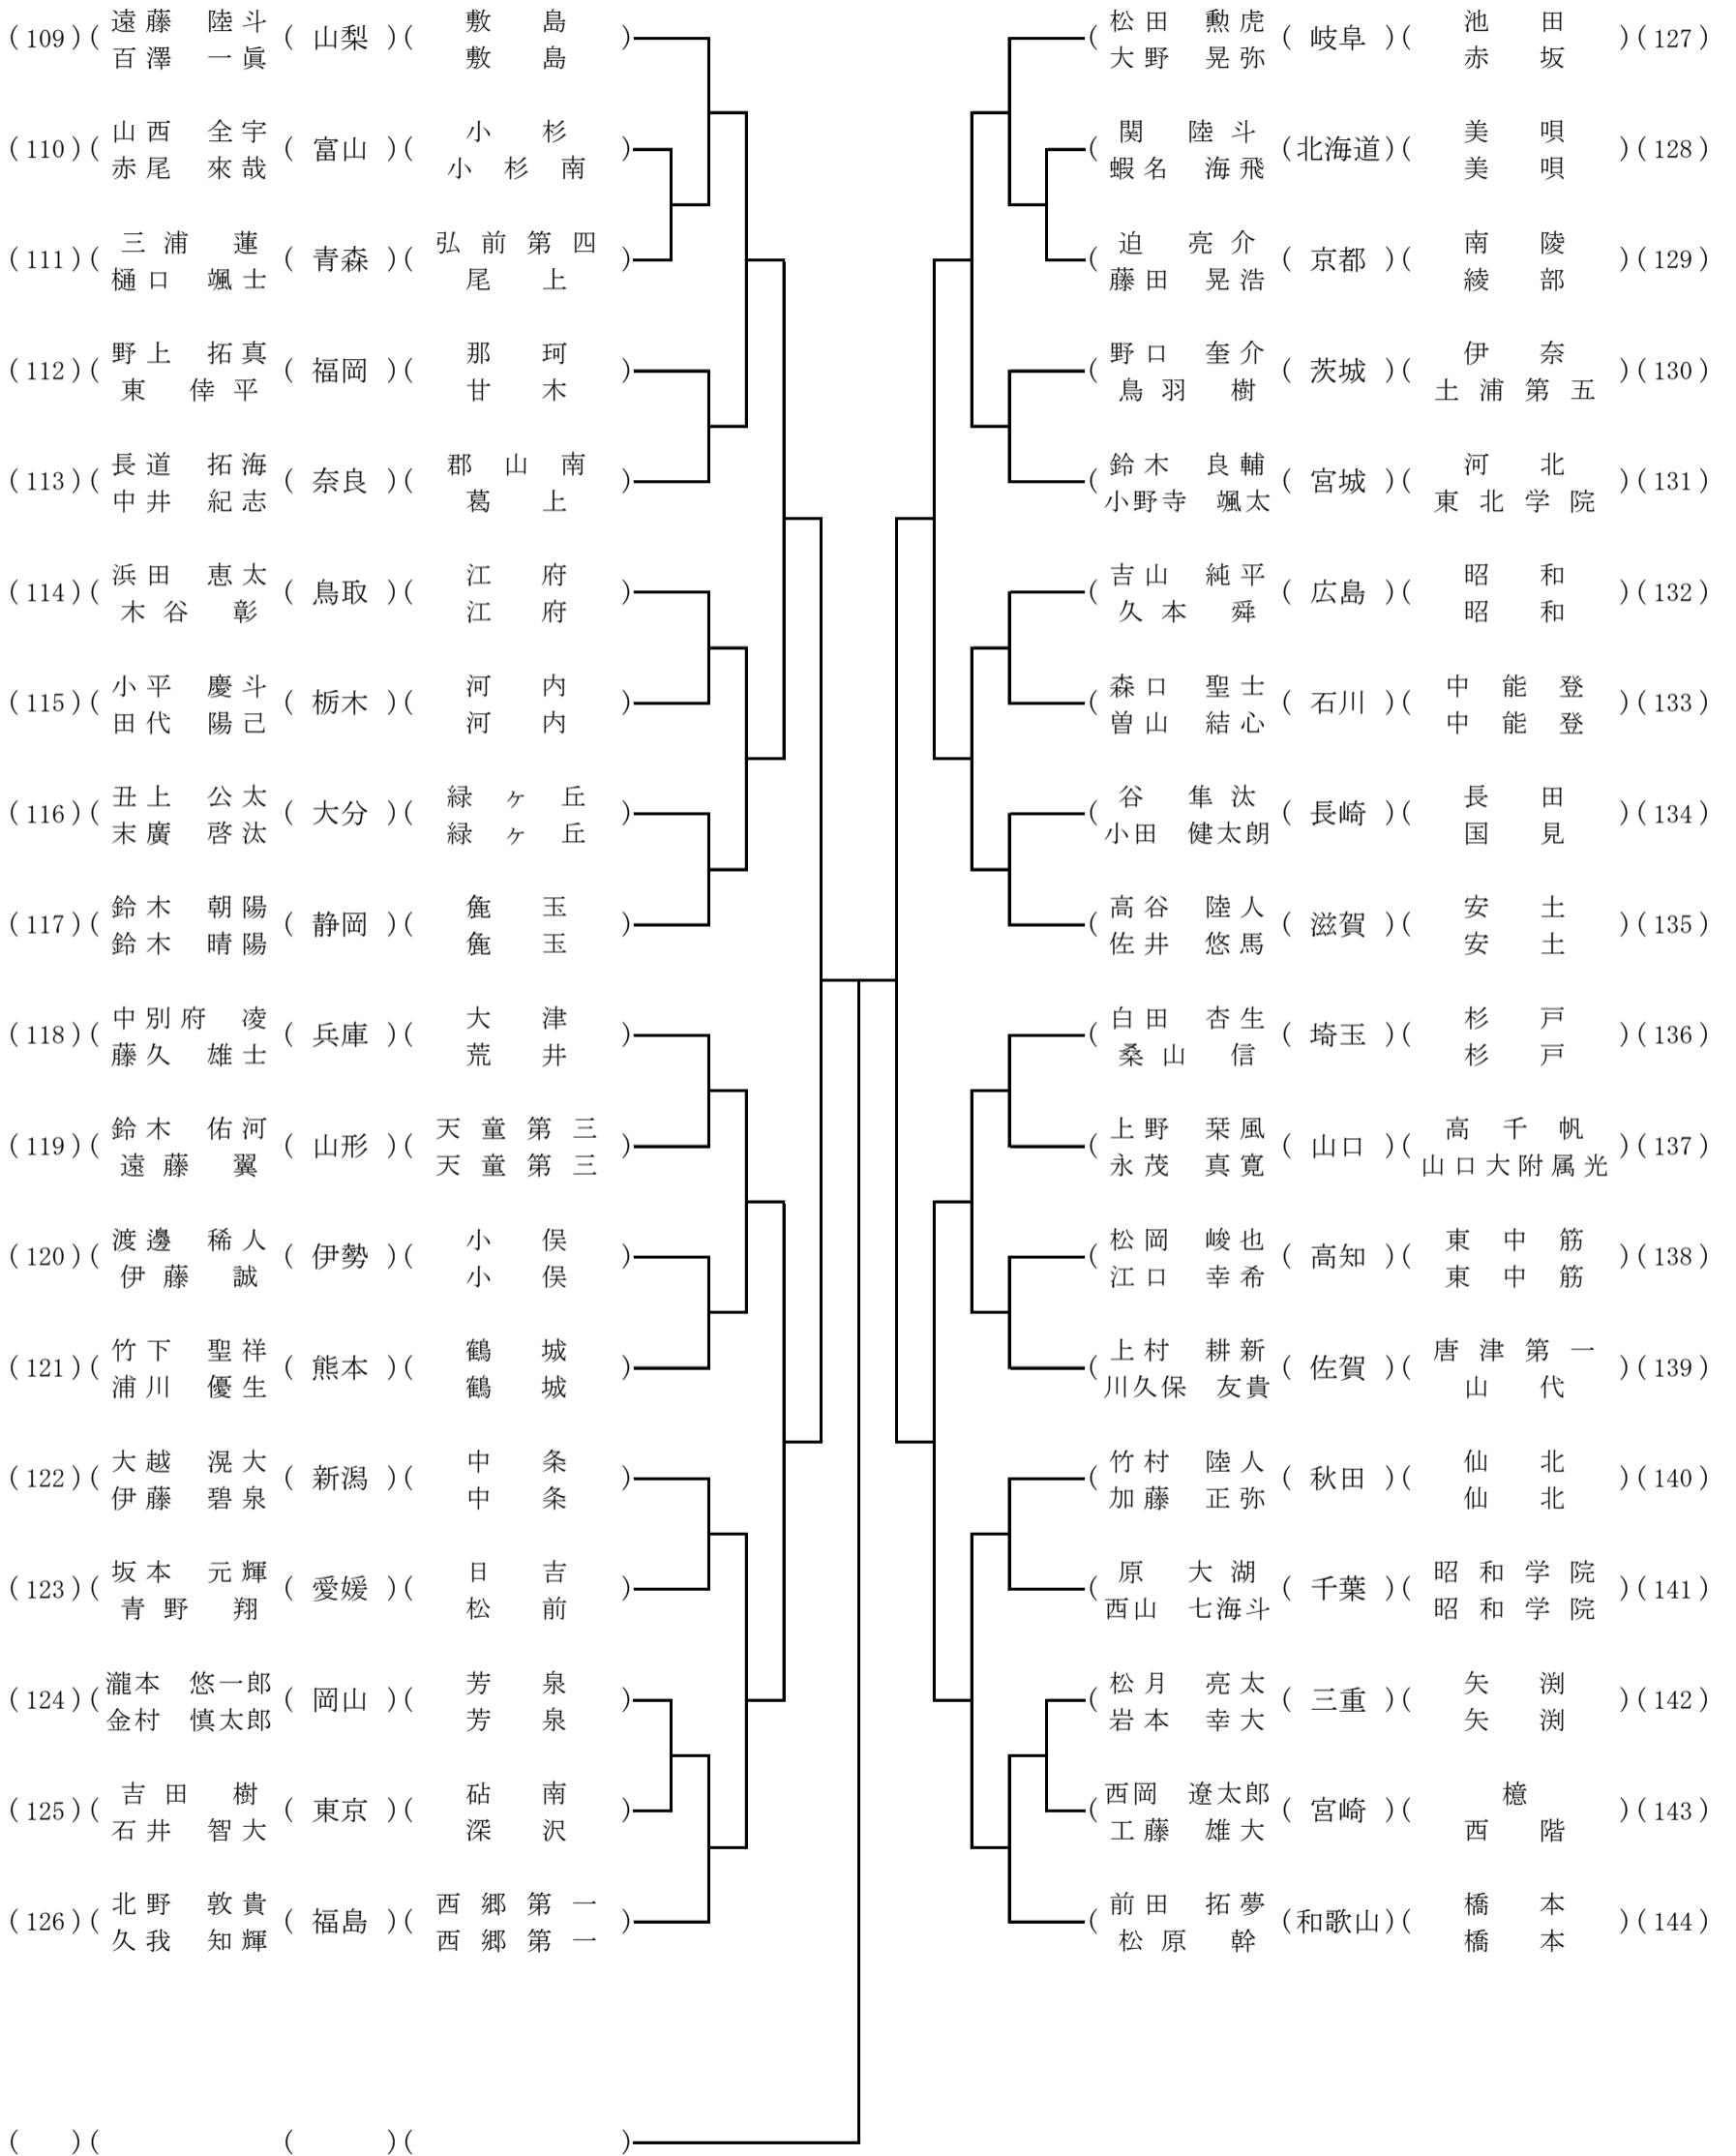 (109)( 遠藤 陸斗 ( 山梨 )( 敷島 )
百澤 一眞 敷島
(110)( 山西 全宇 ( 富山 )( 小杉 )
赤尾 來哉 小杉南
(111)( 三浦 蓮 ( 青森 )( 弘前第四 )
樋口 颯士 尾上
(112)( 野上 拓真 ( 福岡 )( 那珂 )
東 倖平 甘木
(113)( 長道 拓海 ( 奈良 )( 郡山南 )
中井 紀志 葛上
(114)( 浜田 恵太 ( 鳥取 )( 江府 )
木谷 彰 江府
(115)( 小平 慶斗 ( 栃木 )( 河内 )
田代 陽己 河内
(116)( 丑上 公太 ( 大分 )( 緑ヶ丘 )
末廣 啓汰 緑ヶ丘
(117)( 鈴木 朝陽 ( 静岡 )( 麁玉 )
鈴木 晴陽 麁玉
(118)( 中別府 凌 ( 兵庫 )( 大津 )
藤久 雄士 荒井
(119)( 鈴木 佑河 ( 山形 )( 天童第三 )
遠藤 翼 天童第三
(120)( 渡邊 稀人 ( 伊勢 )( 小俣 )
伊藤 誠 小俣
(121)( 竹下 聖祥 ( 熊本 )( 鶴城 )
浦川 優生 鶴城
(122)( 大越 滉大 ( 新潟 )( 中条 )
伊藤 碧泉 中条
(123)( 坂本 元輝 ( 愛媛 )( 日吉 )
青野 翔 松前
(124)( 瀧本 悠一郎 ( 岡山 )( 芳泉 )
金村 慎太郎 芳泉
(125)( 吉田 樹 ( 東京 )( 砧南 )
石井 智大 深沢
(126)( 北野 敦貴 ( 福島 )( 西郷第一 )
久我 知輝 西郷第一
( )( ( )( )
( 松田 勲虎 ( 岐阜 )( 池田 )(127)
大野 晃弥 赤坂
( 関 陸斗 (北海道)( 美唄 )(128)
蝦名 海飛 美唄
( 迫 亮介 ( 京都 )( 南陵 )(129)
藤田 晃浩 綾部
( 野口 奎介 ( 茨城 )( 伊奈 )(130)
鳥羽 樹 土浦第五
( 鈴木 良輔 ( 宮城 )( 河北 )(131)
小野寺 颯太 東北学院
( 吉山 純平 ( 広島 )( 昭和 )(132)
久本 舜 昭和
( 森口 聖士 ( 石川 )( 中能登 )(133)
曽山 結心 中能登
( 谷 隼汰 ( 長崎 )( 長田 )(134)
小田 健太朗 国見
( 高谷 陸人 ( 滋賀 )( 安土 )(135)
佐井 悠馬 安土
( 白田 杏生 ( 埼玉 )( 杉戸 )(136)
桑山 信 杉戸
( 上野 栞風 ( 山口 )( 高千帆 )(137)
永茂 真寛 山口大附属光
( 松岡 峻也 ( 高知 )( 東中筋 )(138)
江口 幸希 東中筋
( 上村 耕新 ( 佐賀 )( 唐津第一 )(139)
川久保 友貴 山代
( 竹村 陸人 ( 秋田 )( 仙北 )(140)
加藤 正弥 仙北
( 原 大湖 ( 千葉 )( 昭和学院 )(141)
西山 七海斗 昭和学院
( 松月 亮太 ( 三重 )( 矢渕 )(142)
岩本 幸大 矢渕
( 西岡 遼太郎 ( 宮崎 )( 檍 )(143)
工藤 雄大 西階
( 前田 拓夢 (和歌山)( 橋本 )(144)
松原 幹 橋本